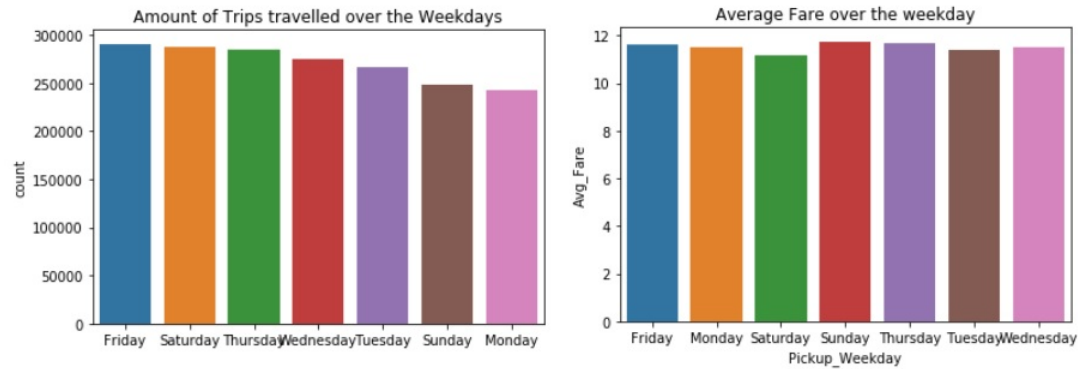 Amount of Trips travelled over the Weekdays
300000
250000
200000
150000
100000
50000
0
count
Friday Saturday Thursday Wednesday Tuesday Sunday Monday
Average Fare over the weekday
12
10
8
6
4
2
0
Avg_Fare
Friday Monday Saturday Sunday Thursday Tuesday Wednesday
Pickup_Weekday